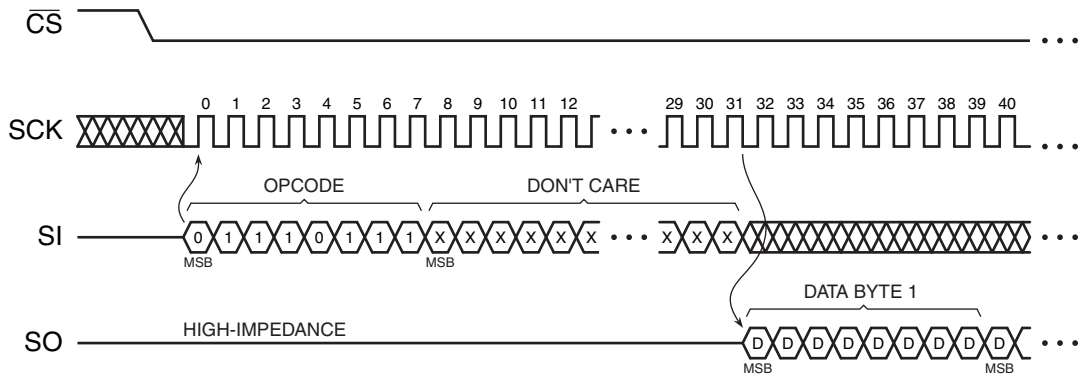 CS
0 1 2 3 4 5 6 7 8 9 10 11 12 29 30 31 32 33 34 35 36 37 38 39 40
SCK • • •
OPCODE DON'T CARE
SI 0 1 1 1 0 1 1 1 X X X X X X • • • X X X
MSB MSB
DATA BYTE 1
HIGH-IMPEDANCE
SO D D D D D D D D D
MSB MSB